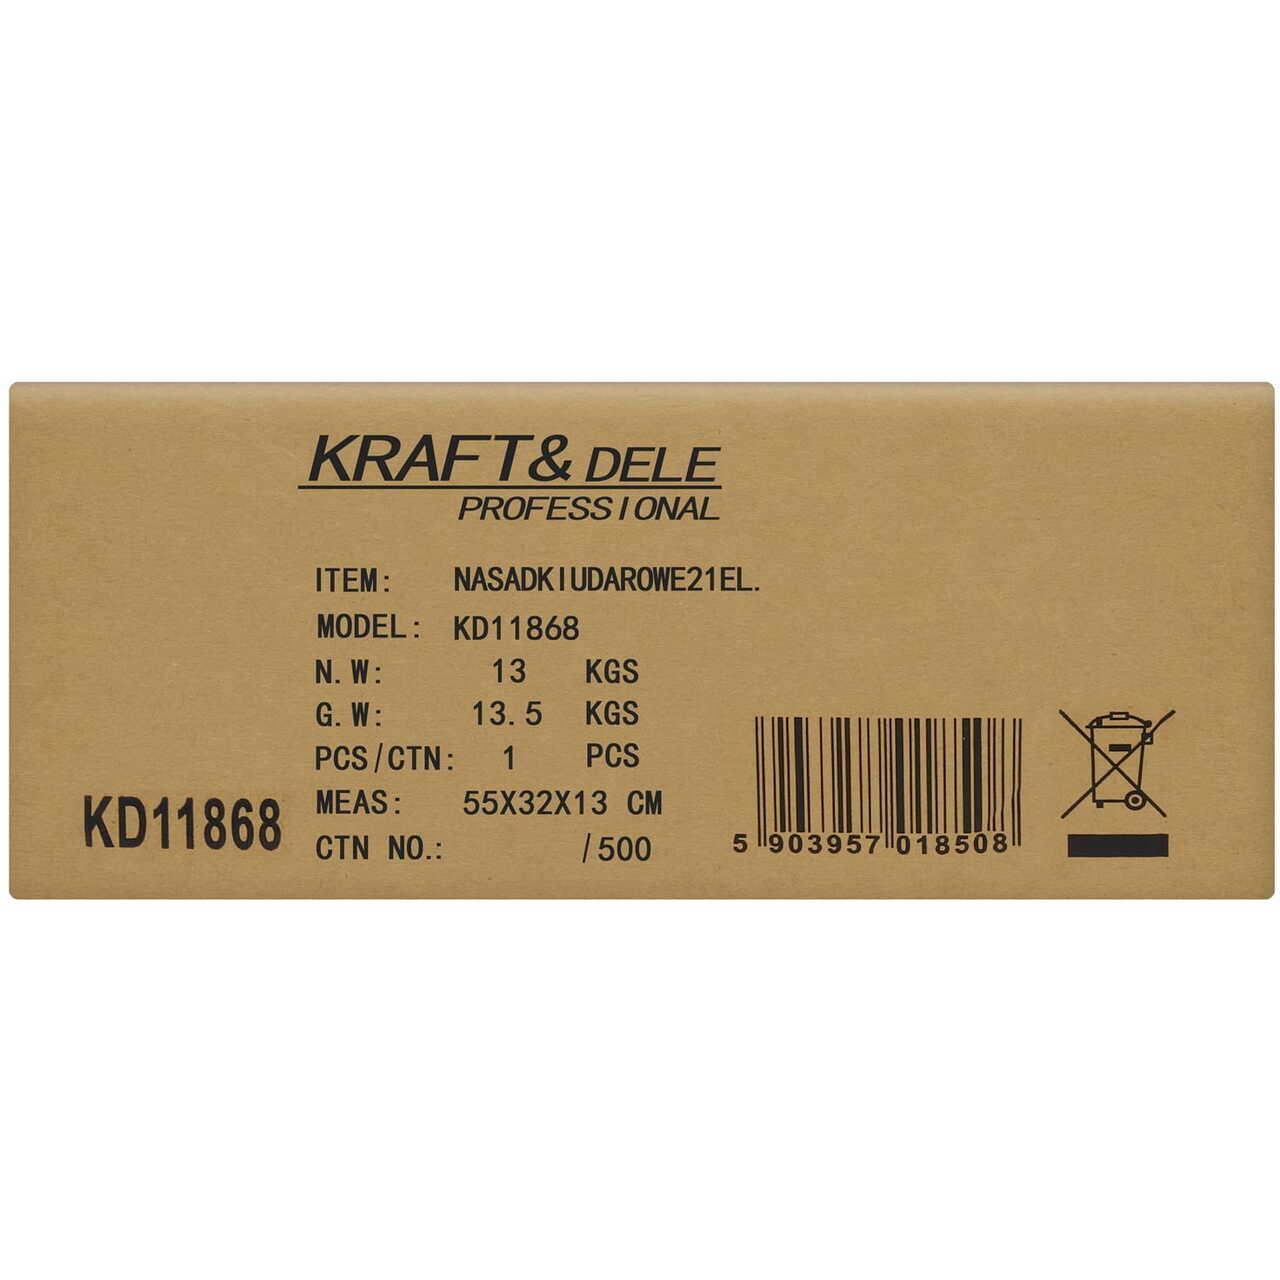 KRAFT& DELE
PROFESSIONAL
ITEM: NASADKIUDAROWE21EL.
MODEL: KD11868
N.W: 13 KGS
G.W: 13.5 KGS
PCS/CTN: 1 PCS
MEAS: 55X32X13 CM
CTN NO.: /500
KD11868
5 903957 018508